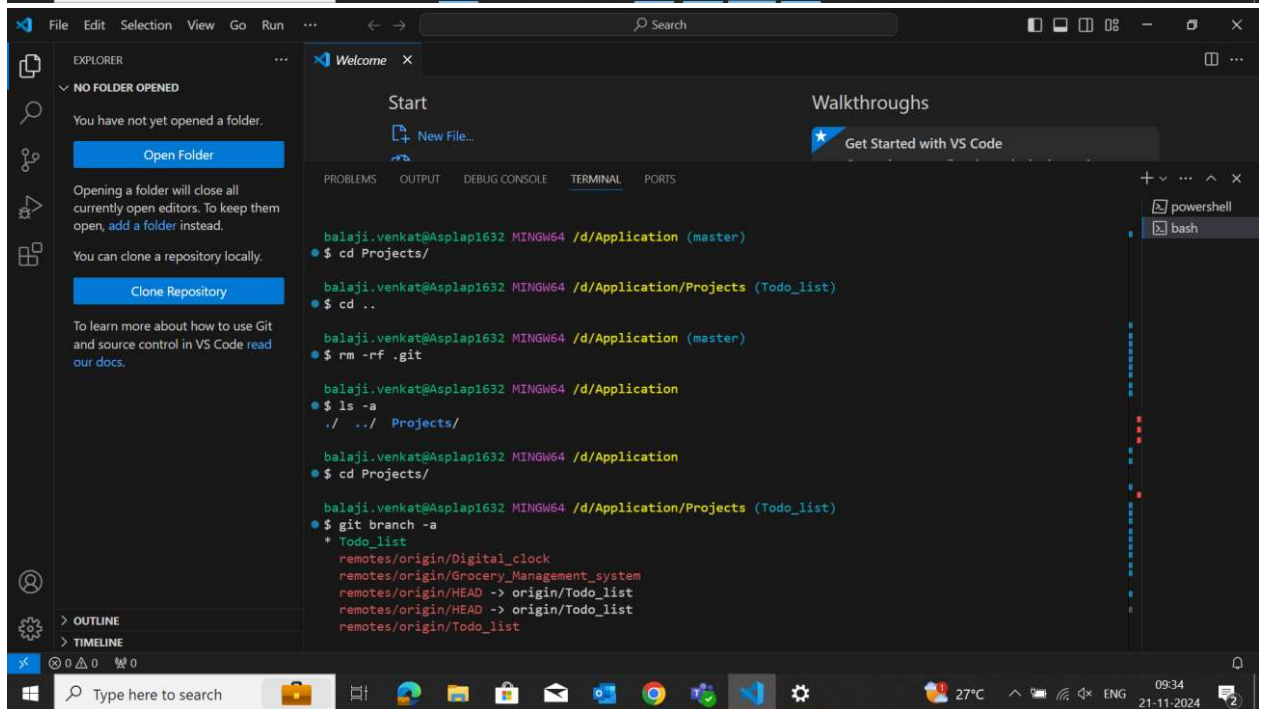 File Edit Selection View Go Run ···
Search
EXPLORER ···
NO FOLDER OPENED
You have not yet opened a folder.
Open Folder
Opening a folder will close all
currently open editors. To keep them
open, add a folder instead.
You can clone a repository locally.
Clone Repository
To learn more about how to use Git
and source control in VS Code read
our docs.
OUTLINE
TIMELINE
Welcome
Start
New File...
Walkthroughs
Get Started with VS Code
PROBLEMS OUTPUT DEBUG CONSOLE TERMINAL PORTS
powershell
bash
balaji.venkat@Asplap1632 MINGW64 /d/Application (master)
$ cd Projects/
balaji.venkat@Asplap1632 MINGW64 /d/Application/Projects (Todo_list)
$ cd ..
balaji.venkat@Asplap1632 MINGW64 /d/Application (master)
$ rm -rf .git
balaji.venkat@Asplap1632 MINGW64 /d/Application
$ ls -a
./ ../ Projects/
balaji.venkat@Asplap1632 MINGW64 /d/Application
$ cd Projects/
balaji.venkat@Asplap1632 MINGW64 /d/Application/Projects (Todo_list)
$ git branch -a
* Todo_list
remotes/origin/Digital_clock
remotes/origin/Grocery_Management_system
remotes/origin/HEAD -> origin/Todo_list
remotes/origin/HEAD -> origin/Todo_list
remotes/origin/Todo_list
0 0 0
Type here to search
27°C
ENG
09:34
21-11-2024
2